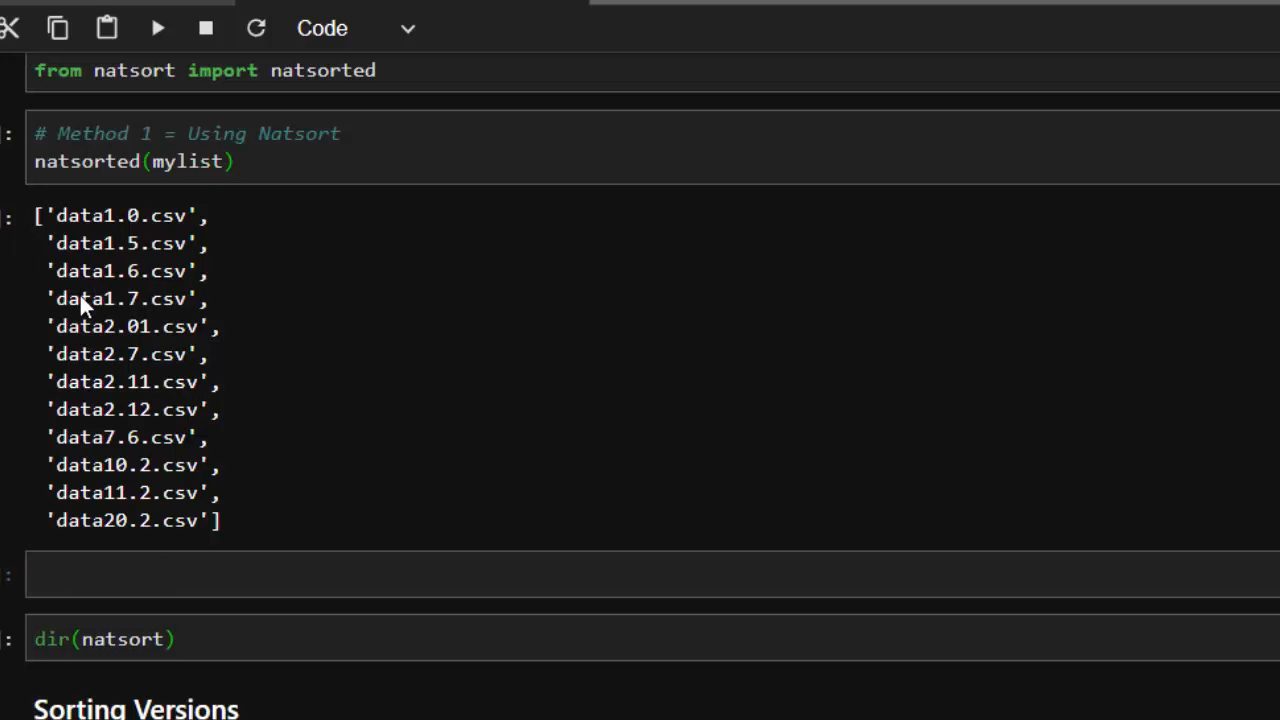 Code
from natsort import natsorted
]:
# Method 1 = Using Natsort
natsorted(mylist)
]:
['data1.0.csv',
'data1.5.csv',
'data1.6.csv',
'data1.7.csv',
'data2.01.csv',
'data2.7.csv',
'data2.11.csv',
'data2.12.csv',
'data7.6.csv',
'data10.2.csv',
'data11.2.csv',
'data20.2.csv']
]:
]:
dir(natsort)
Sorting Versions